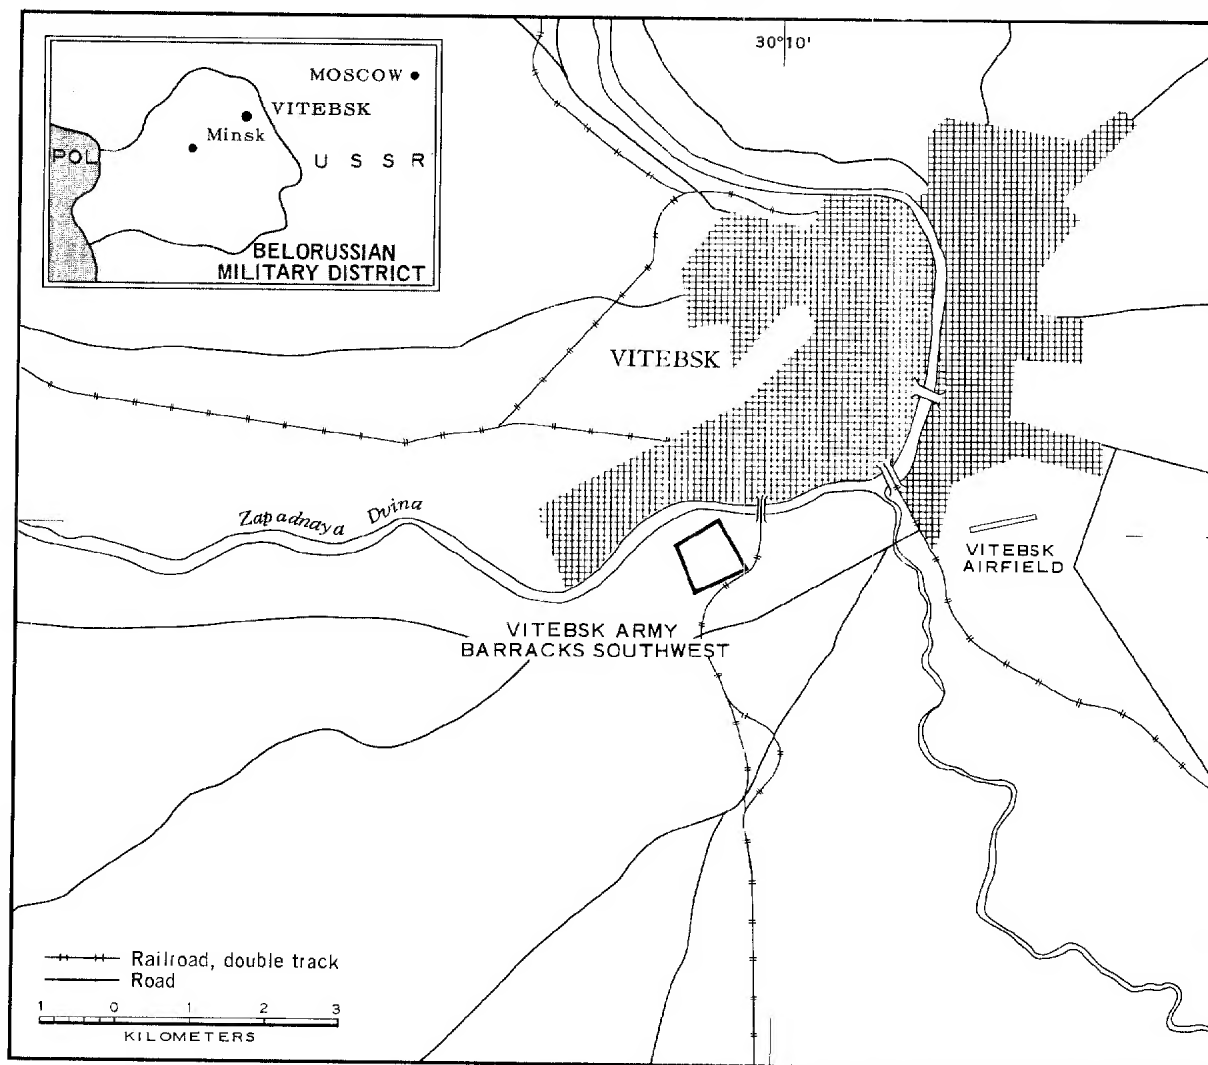 30°10'
MOSCOW
VITEBSK
Minsk
POL
U S S R
BELORUSSIAN
MILITARY DISTRICT
VITEBSK
Zapadnaya Dvina
VITEBSK
AIRFIELD
VITEBSK ARMY
BARRACKS SOUTHWEST
Railroad, double track
Road
1 0 1 2 3
KILOMETERS